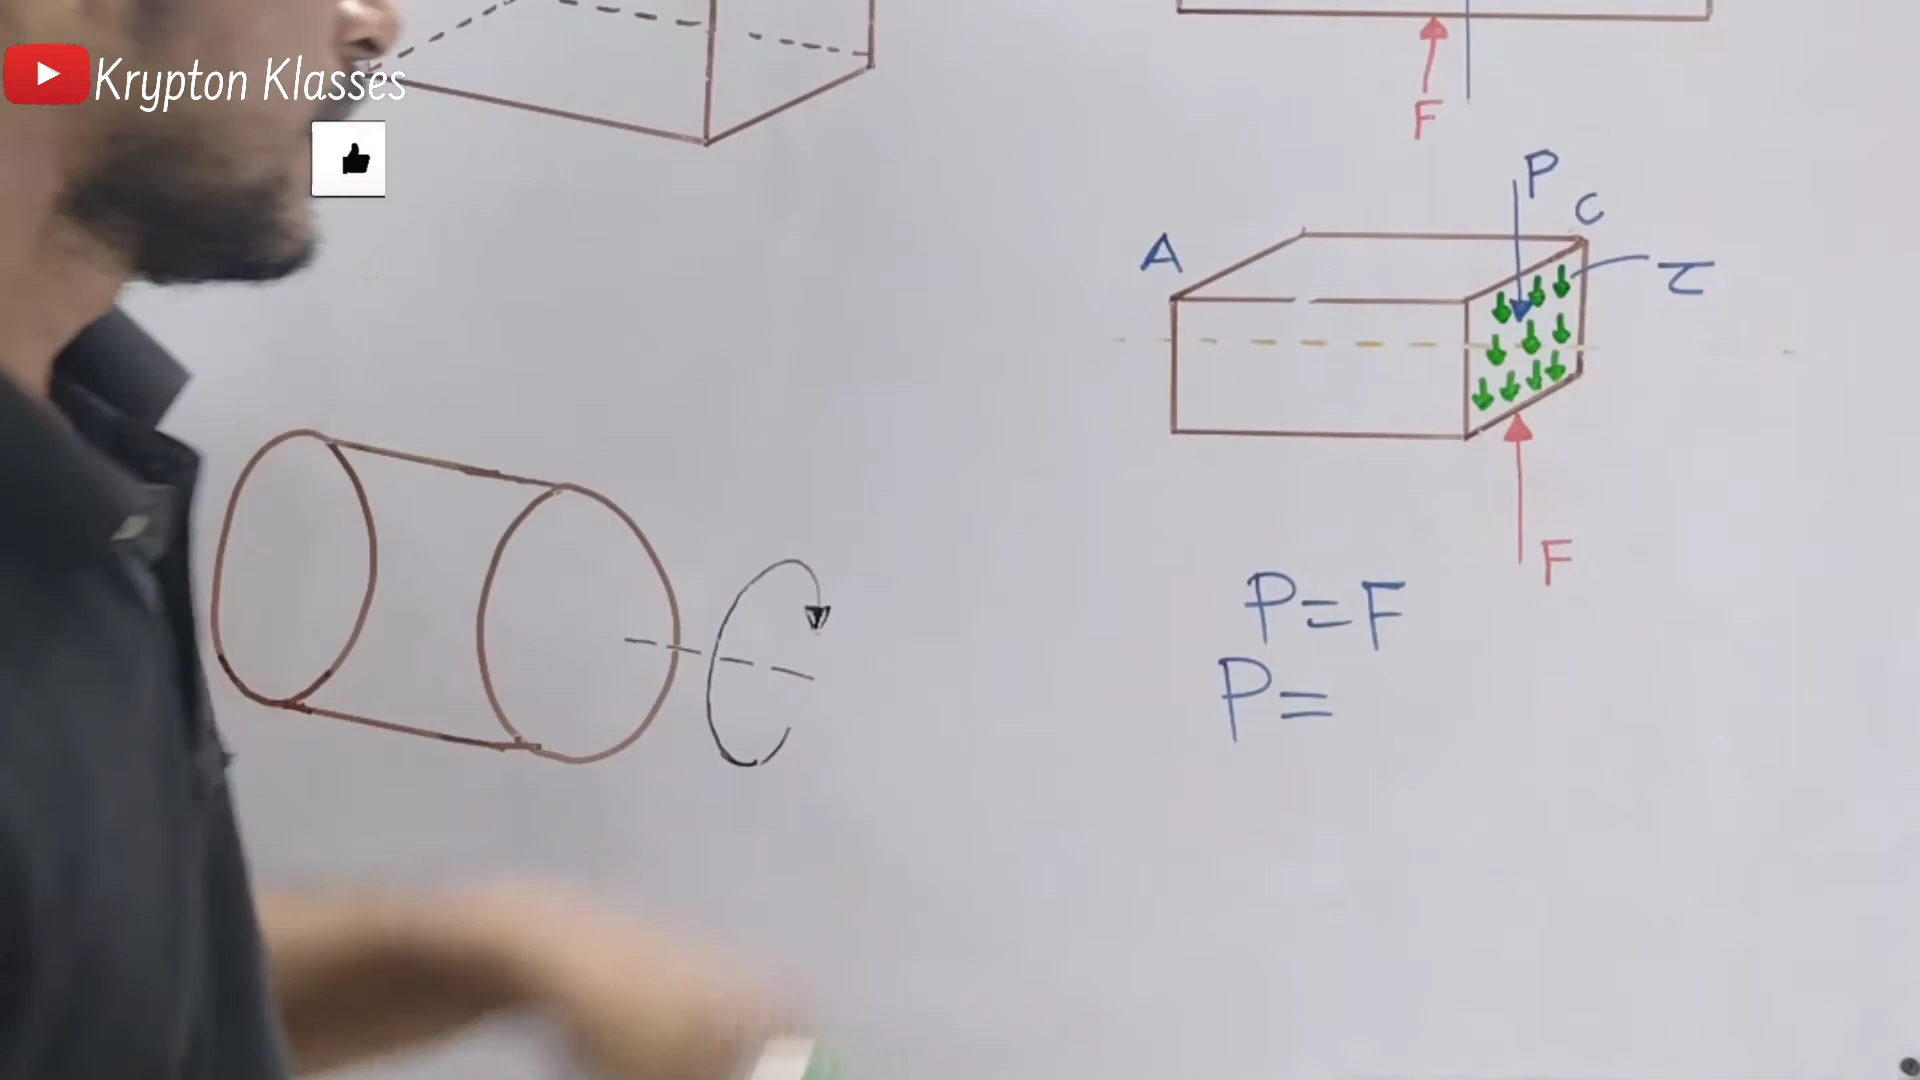 Krypton Klasses
F
P
C
A
τ
F
P=F
P=